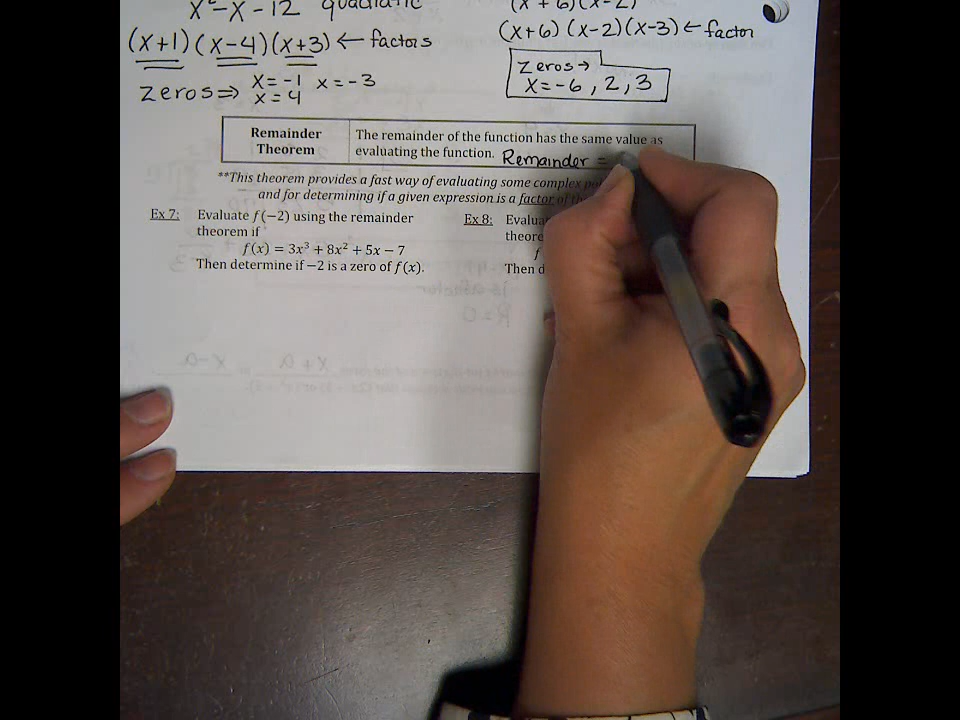 x²-x-12 quadratic
(x+1)(x-4)(x+3) ← factors
zeros ⇒ x=-1 x=-3
x=4
(x+6)(x-2)
(x+6)(x-2)(x-3) ← factor
zeros →
x=-6, 2, 3
Remainder Theorem
The remainder of the function has the same value as
evaluating the function. Remainder =
**This theorem provides a fast way of evaluating some complex
and for determining if a given expression is a factor of
Ex 7: Evaluate f(−2) using the remainder
theorem if
f(x) = 3x³ + 8x² + 5x − 7
Then determine if −2 is a zero of f(x).
Ex 8:
f
Then